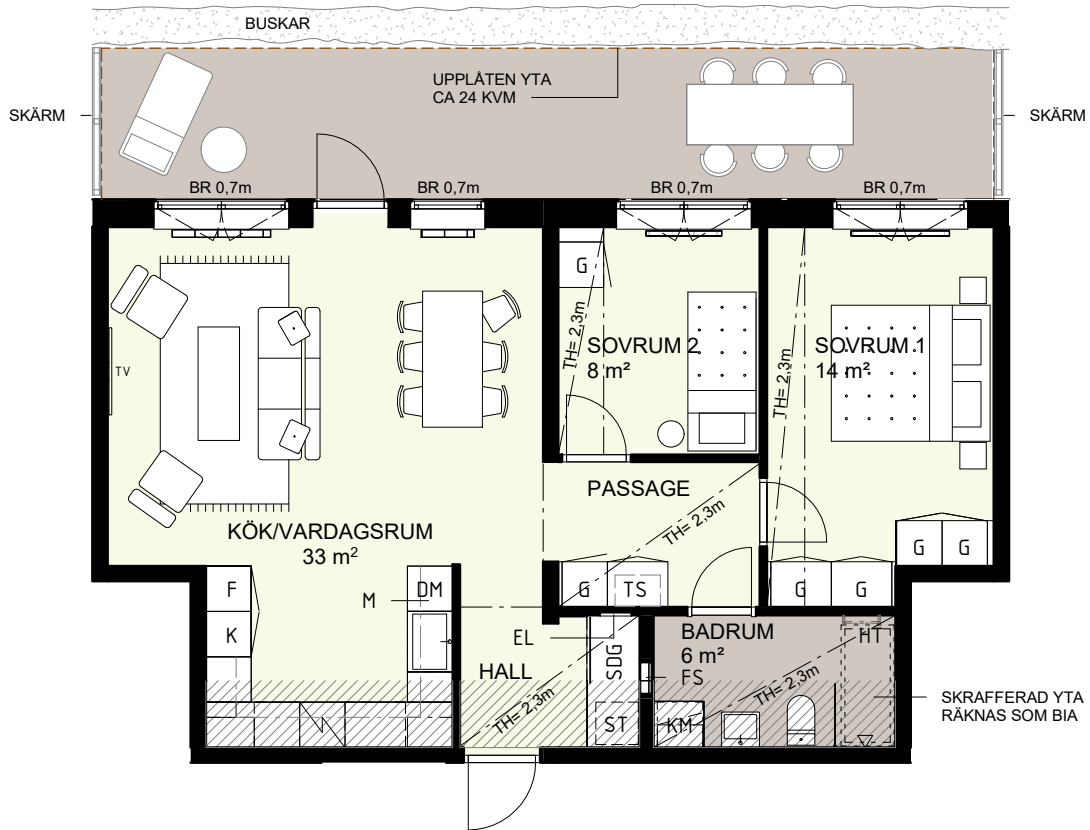 BUSKAR
UPPLÅTEN YTA
CA 24 KVM
SKÄRM
SKÄRM
BR 0,7m
BR 0,7m
BR 0,7m
BR 0,7m
G
TH= 2,3m
SOVRUM 2
8 m²
TH= 2,3m
SOVRUM 1
14 m²
TV
PASSAGE
TH= 2,3m
KÖK/VARDAGSRUM
33 m²
G
G
F
M
DM
G
TS
G
G
K
EL
SDG
BADRUM
6 m²
HT
HALL
FS
TH= 2,3m
TH= 2,3m
ST
KM
SKRAFFERAD YTA
RÄKNAS SOM BIA